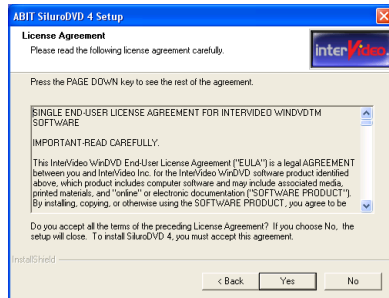 ABIT SiluroDVD 4 Setup
License Agreement
Please read the following license agreement carefully.
interVideo
Press the PAGE DOWN key to see the rest of the agreement.
SINGLE END-USER LICENSE AGREEMENT FOR INTERVIDEO WINDVDTM
SOFTWARE
IMPORTANT-READ CAREFULLY.
This InterVideo WinDVD End-User License Agreement ("EULA") is a legal AGREEMENT
between you and InterVideo Inc. for the InterVideo WinDVD software product identified
above, which product includes computer software and may include associated media,
printed materials, and "online" or electronic documentation ("SOFTWARE PRODUCT").
By installing, copying, or otherwise using the SOFTWARE PRODUCT, you agree to be
Do you accept all the terms of the preceding License Agreement? If you choose No, the
setup will close. To install SiluroDVD 4, you must accept this agreement.
InstallShield
< Back
Yes
No